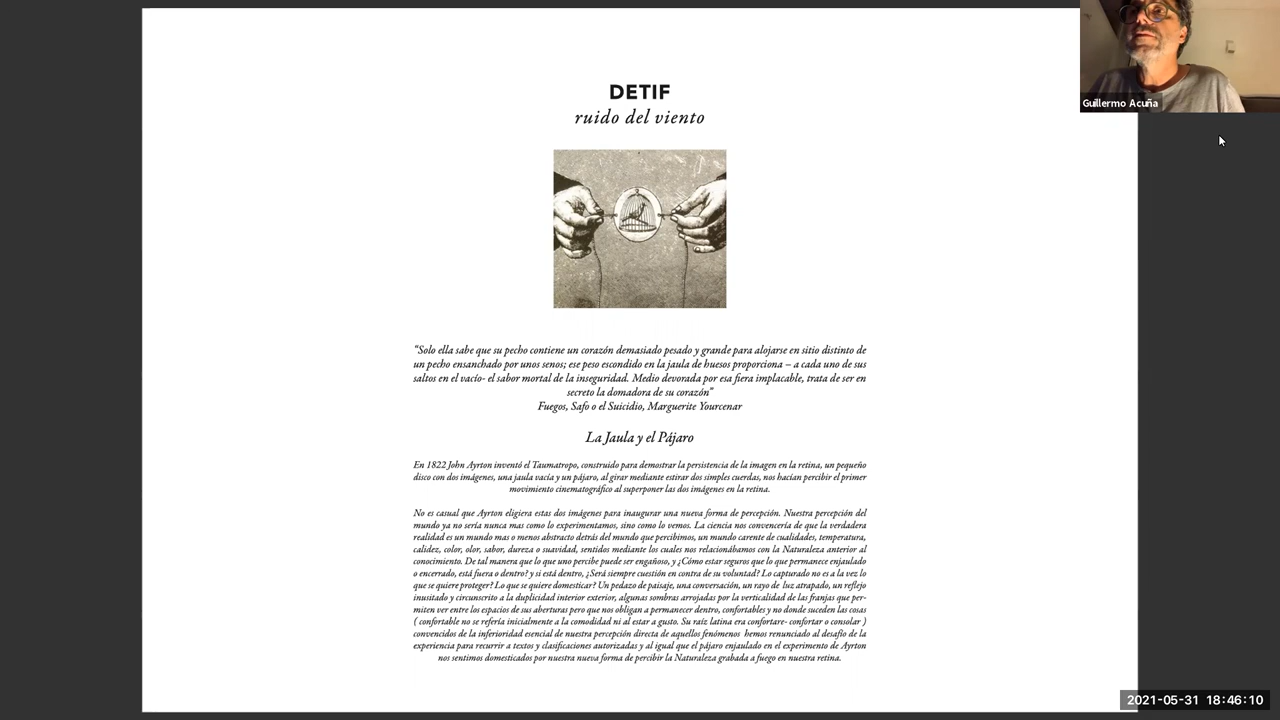 DETIF
ruido del viento
Guillermo Acuña
"Solo ella sabe que su pecho contiene un corazón demasiado pesado y grande para alojarse en sitio distinto de
un pecho ensanchado por unos senos; ese peso escondido en la jaula de huesos proporciona – a cada uno de sus
saltos en el vacío- el sabor mortal de la inseguridad. Medio devorada por esa fiera implacable, trata de ser en
secreto la domadora de su corazón"
Fuegos, Safo o el Suicidio, Marguerite Yourcenar
La Jaula y el Pájaro
En 1822 John Ayrton inventó el Taumatropo, construido para demostrar la persistencia de la imagen en la retina, un pequeño
disco con dos imágenes, una jaula vacía y un pájaro, al girar mediante estirar dos simples cuerdas, nos hacían percibir el primer
movimiento cinematográfico al superponer las dos imágenes en la retina.
No es casual que Ayrton eligiera estas dos imágenes para inaugurar una nueva forma de percepción. Nuestra percepción del
mundo ya no sería nunca mas como lo experimentamos, sino como lo vemos. La ciencia nos convencería de que la verdadera
realidad es un mundo mas o menos abstracto detrás del mundo que percibimos, un mundo carente de cualidades, temperatura,
calidez, color, olor, sabor, dureza o suavidad, sentidos mediante los cuales nos relacionábamos con la Naturaleza anterior al
conocimiento. De tal manera que lo que uno percibe puede ser engañoso, y ¿Cómo estar seguros que lo que permanece enjaulado
o encerrado, está fuera o dentro? y si está dentro, ¿Será siempre cuestión en contra de su voluntad? Lo capturado no es a la vez lo
que se quiere proteger? Lo que se quiere domesticar? Un pedazo de paisaje, una conversación, un rayo de luz atrapado, un reflejo
inusitado y circunscrito a la duplicidad interior exterior, algunas sombras arrojadas por la verticalidad de las franjas que per-
miten ver entre los espacios de sus aberturas pero que nos obligan a permanecer dentro, confortables y no donde suceden las cosas
( confortable no se refería inicialmente a la comodidad ni al estar a gusto. Su raíz latina era confortare- confortar o consolar )
convencidos de la inferioridad esencial de nuestra percepción directa de aquellos fenómenos hemos renunciado al desafío de la
experiencia para recurrir a textos y clasificaciones autorizadas y al igual que el pájaro enjaulado en el experimento de Ayrton
nos sentimos domesticados por nuestra nueva forma de percibir la Naturaleza grabada a fuego en nuestra retina.
2021-05-31 18:46:10